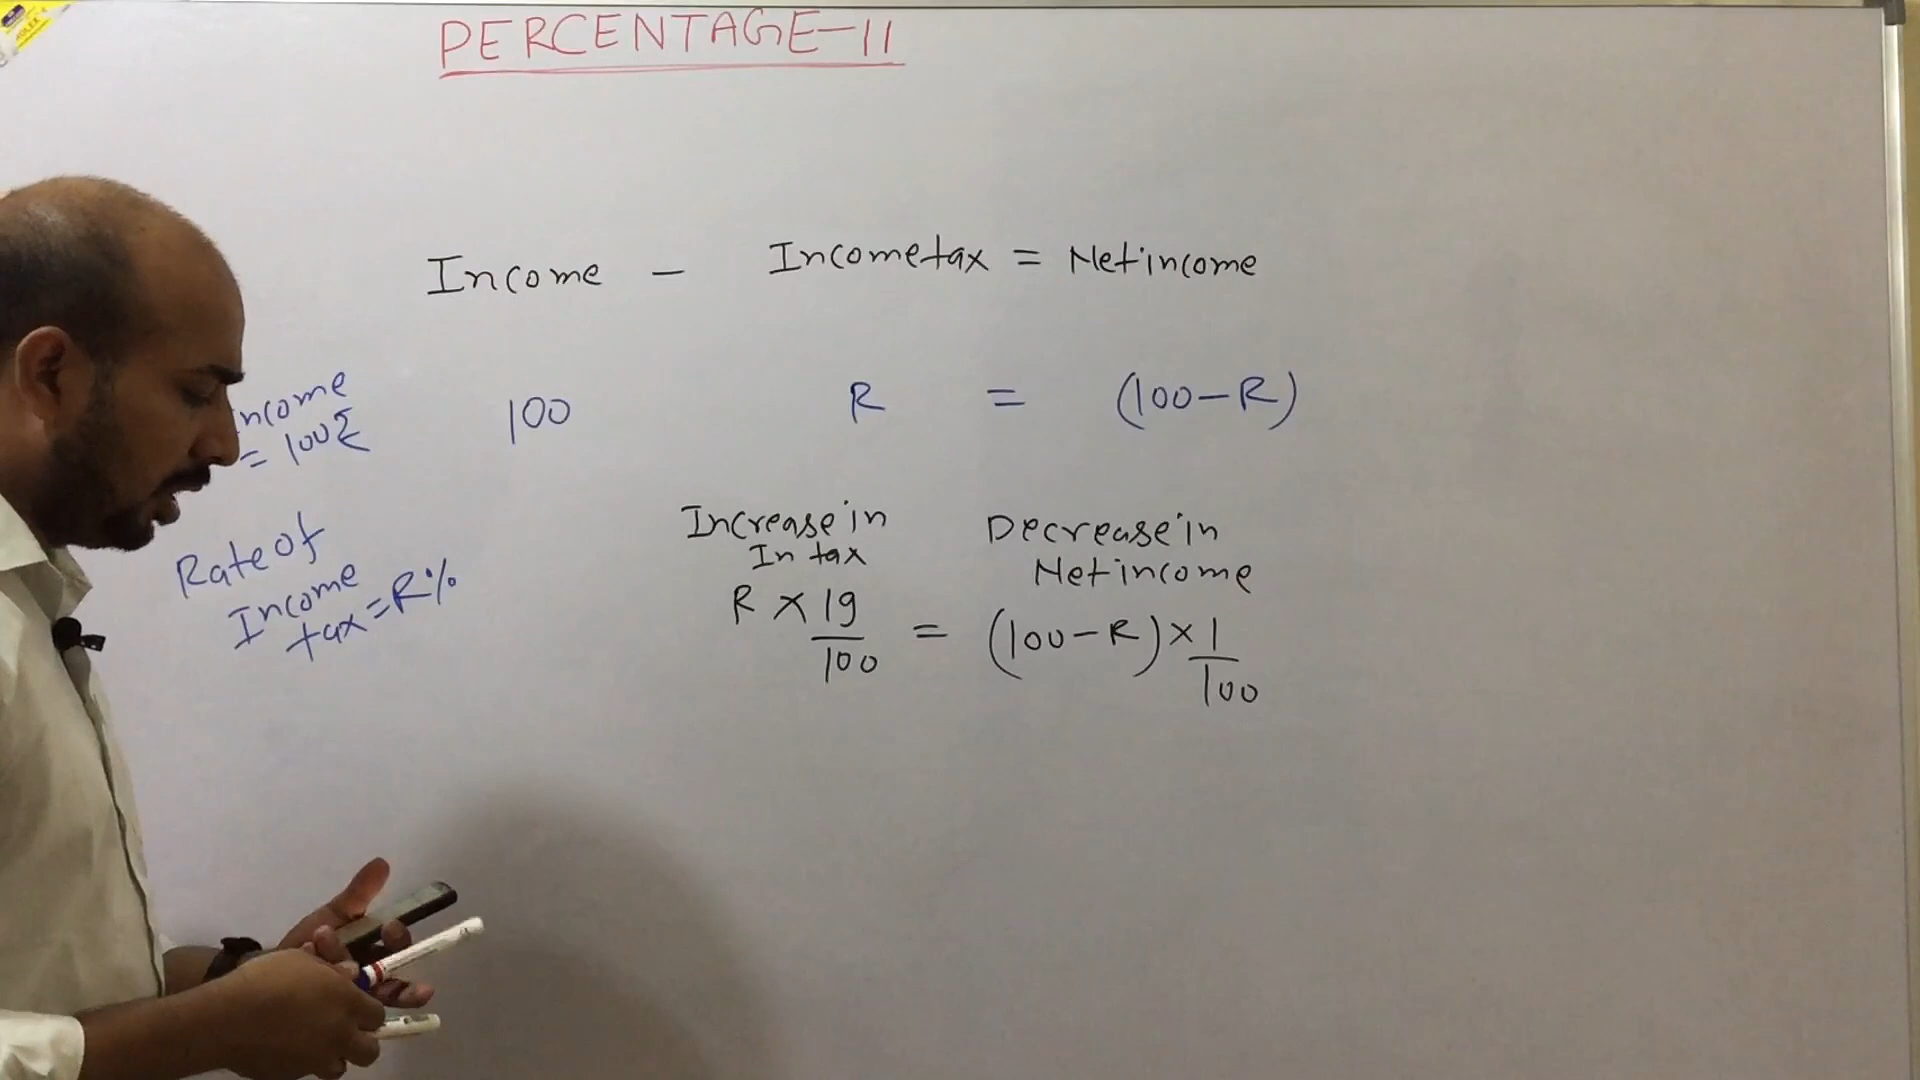 PERCENTAGE-11
Income - Incometax = Netincome
ncome
= 100₹
100 R = (100-R)
Rate of
Income
tax = R%
Increase in
In tax
Decrease in
Netincome
R × 19/100 = (100-R) × 1/100